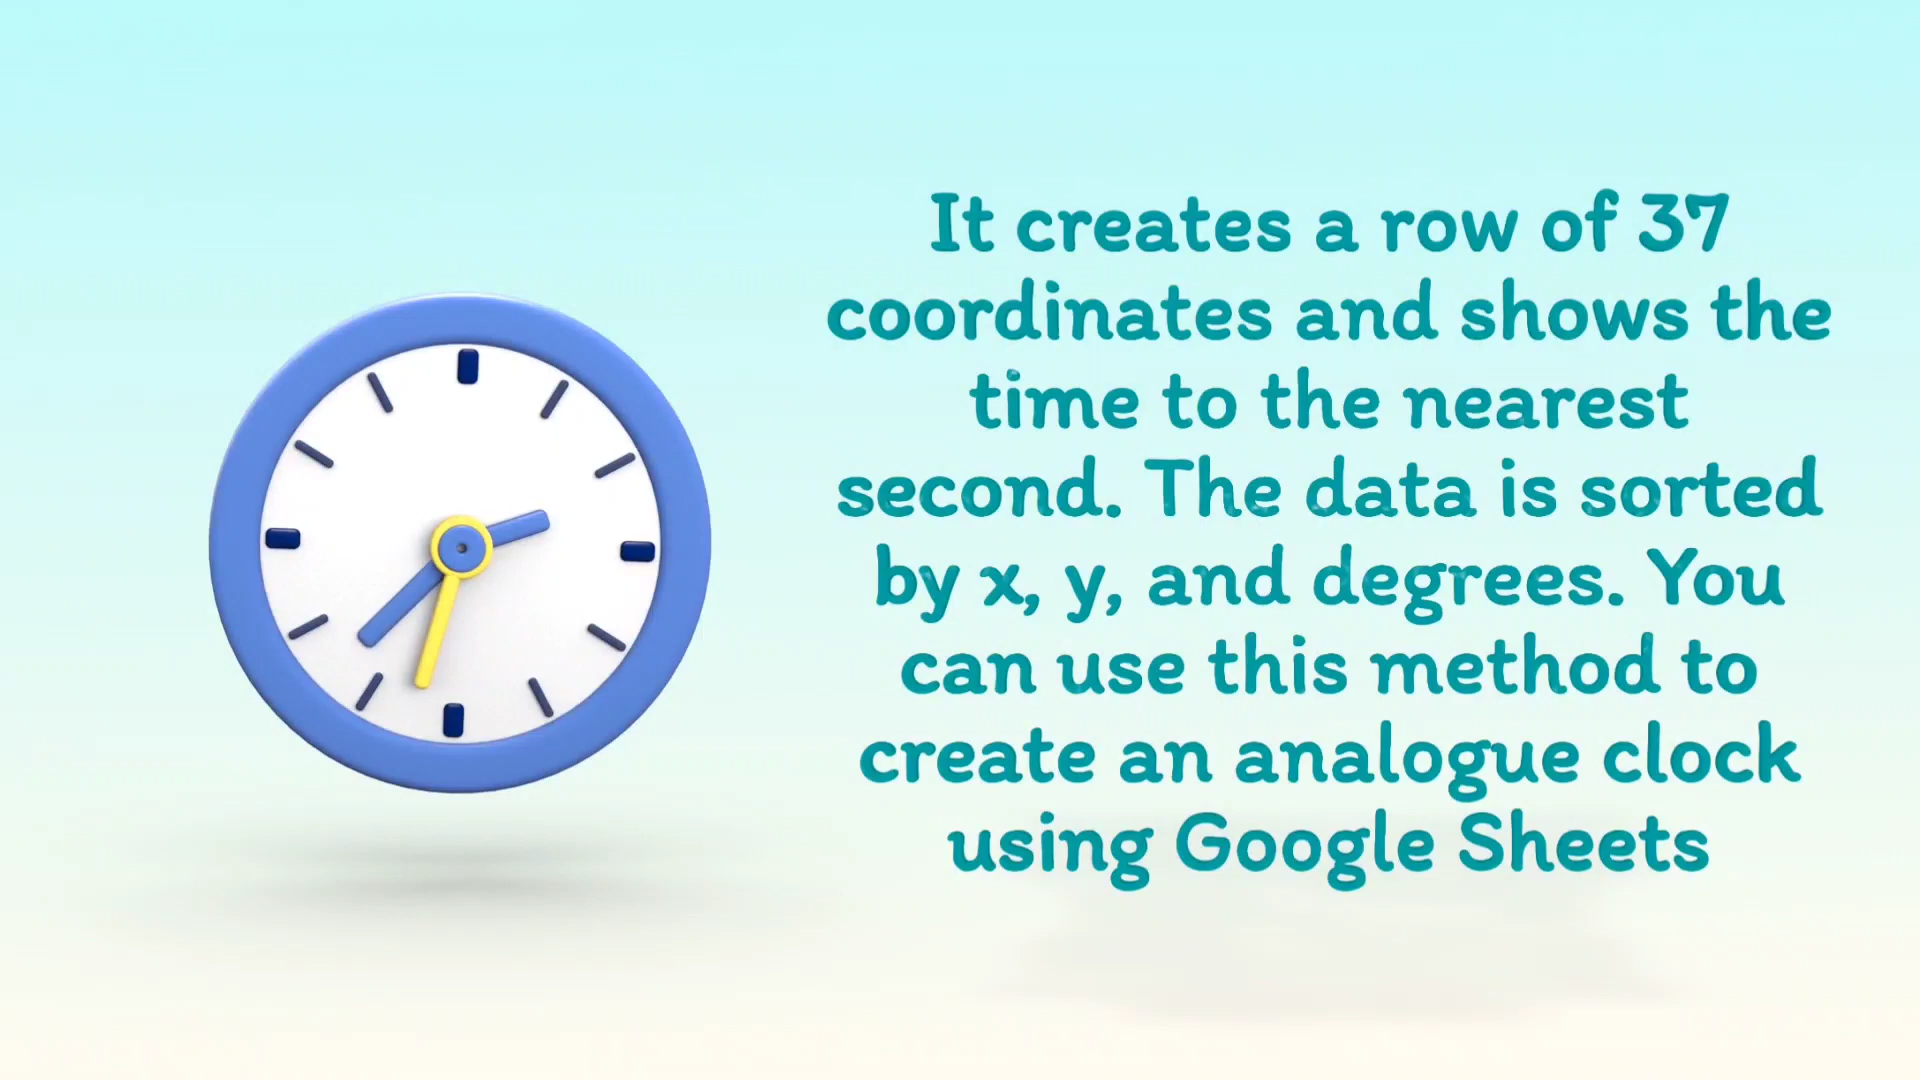 It creates a row of 37
coordinates and shows the
time to the nearest
second. The data is sorted
by x, y, and degrees. You
can use this method to
create an analogue clock
using Google Sheets